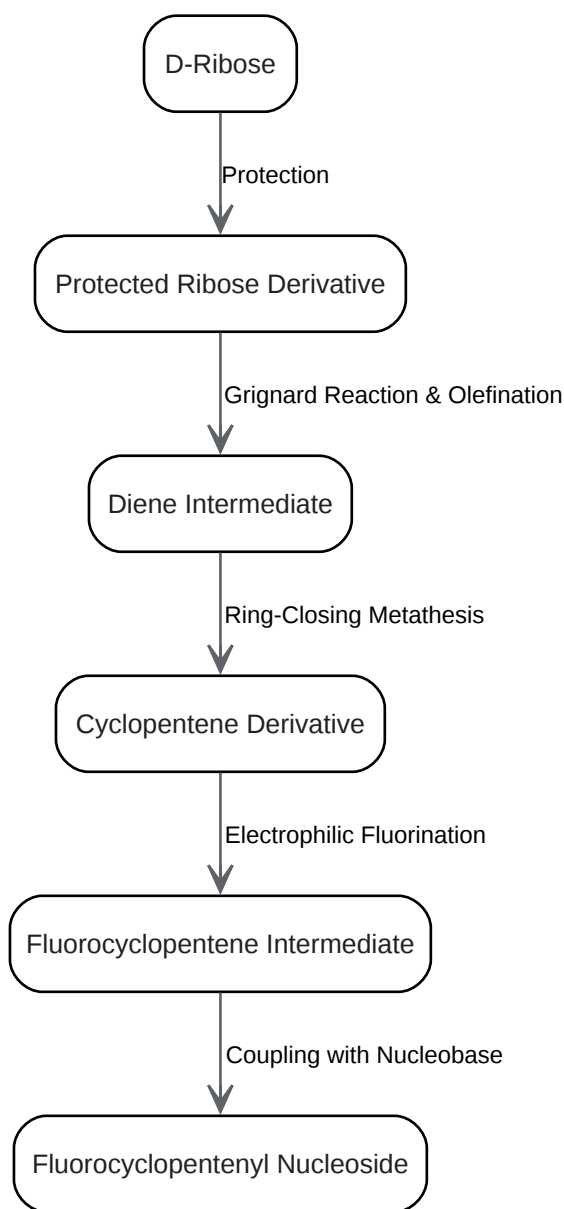 D-Ribose
Protection
Protected Ribose Derivative
Grignard Reaction & Olefination
Diene Intermediate
Ring-Closing Metathesis
Cyclopentene Derivative
Electrophilic Fluorination
Fluorocyclopentene Intermediate
Coupling with Nucleobase
Fluorocyclopentenyl Nucleoside